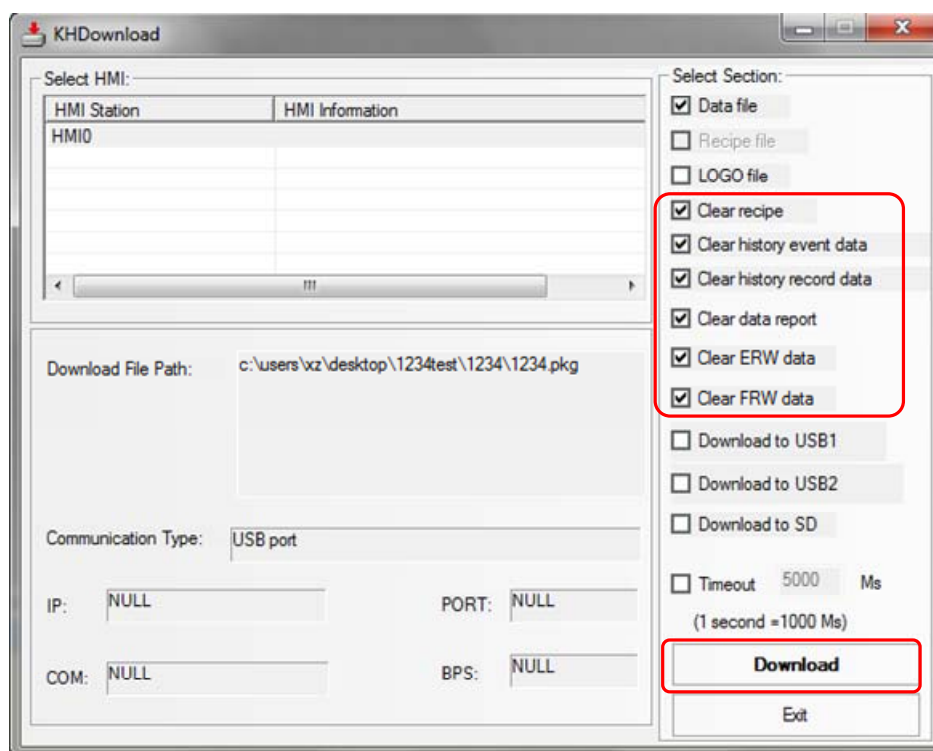 KHDownload
Select HMI:
HMI Station HMI Information
HMI0
Download File Path: c:\users\xz\desktop\1234test\1234\1234.pkg
Communication Type: USB port
IP: NULL PORT: NULL
COM: NULL BPS: NULL
Select Section:
Data file
Recipe file
LOGO file
Clear recipe
Clear history event data
Clear history record data
Clear data report
Clear ERW data
Clear FRW data
Download to USB1
Download to USB2
Download to SD
Timeout 5000 Ms
(1 second =1000 Ms)
Download
Exit